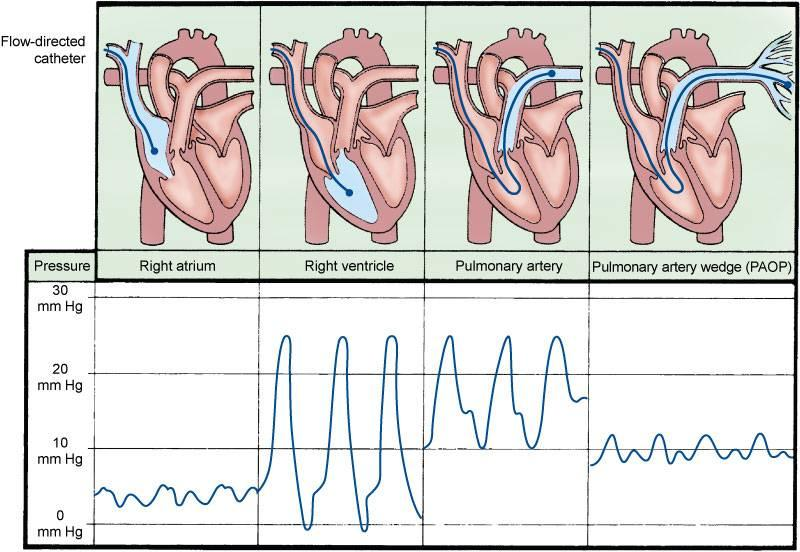 Flow-directed
catheter
Pressure
Right atrium
Right ventricle
Pulmonary artery
Pulmonary artery wedge (PAOP)
30
mm Hg
20
mm Hg
10
mm Hg
0
mm Hg